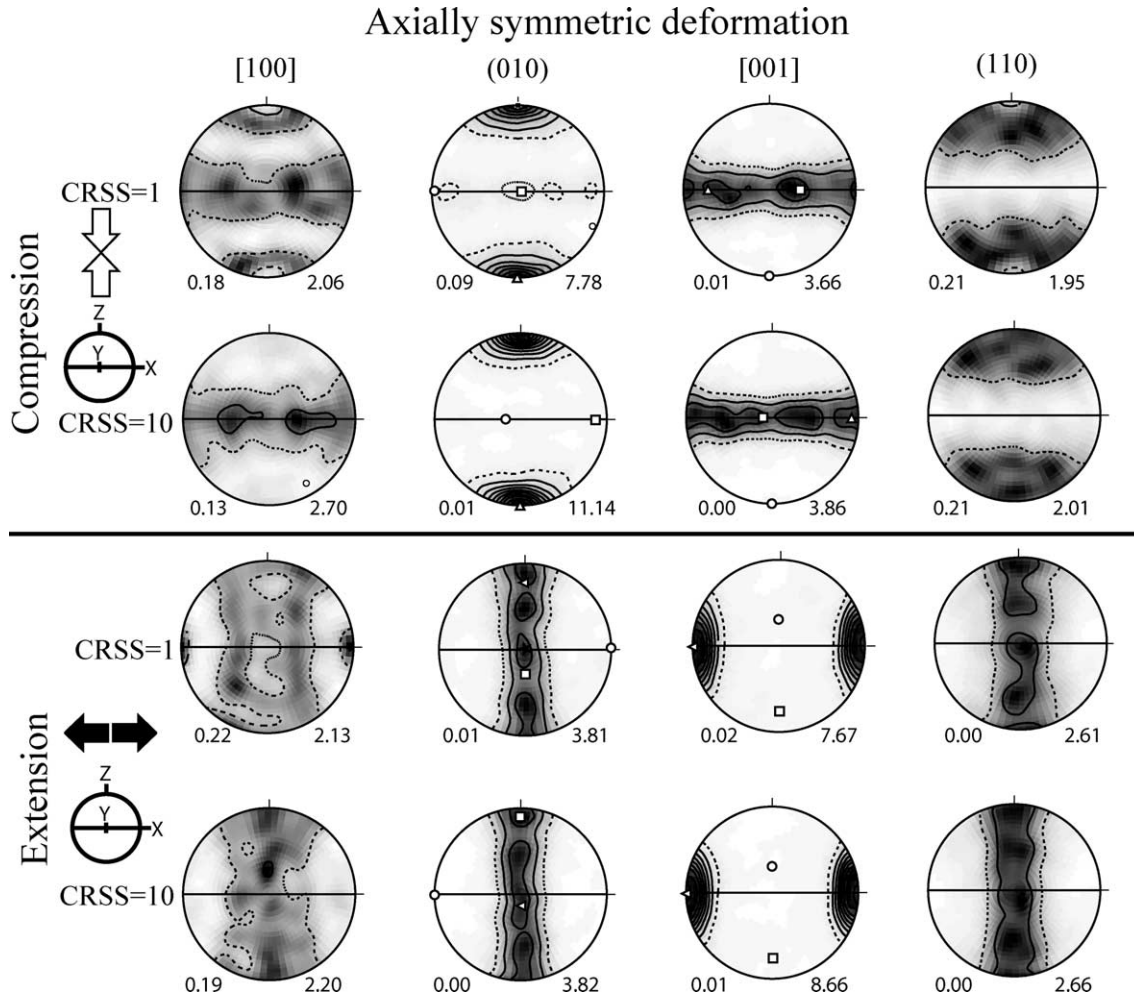 Axially symmetric deformation
[100] (010) [001] (110)
Compression
CRSS=1
0.18 2.06 0.09 7.78 0.01 3.66 0.21 1.95
Z
Y
X
CRSS=10
0.13 2.70 0.01 11.14 0.00 3.86 0.21 2.01
Extension
CRSS=1
0.22 2.13 0.01 3.81 0.02 7.67 0.00 2.61
Z
Y
X
CRSS=10
0.19 2.20 0.00 3.82 0.01 8.66 0.00 2.66